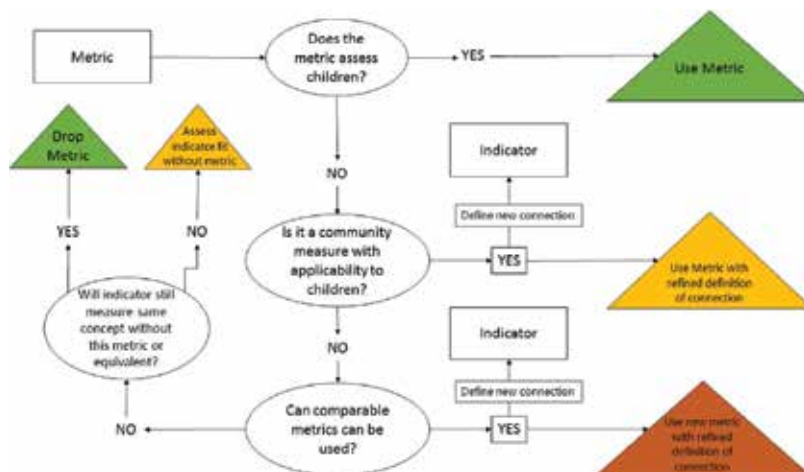 Metric
Does the
metric assess
children?
YES
Use Metric
Drop
Metric
Assess
indicator fit
without metric
NO
Indicator
Define new connection
YES
NO
Is it a community
measure with
applicability to
children?
YES
Use Metric with
refined definition
of connection
Will indicator still
measure same
concept without
this metric or
equivalent?
NO
Indicator
Define new connection
NO
Can comparable
metrics can be
used?
YES
Use new metric
with refined
definition of
connection